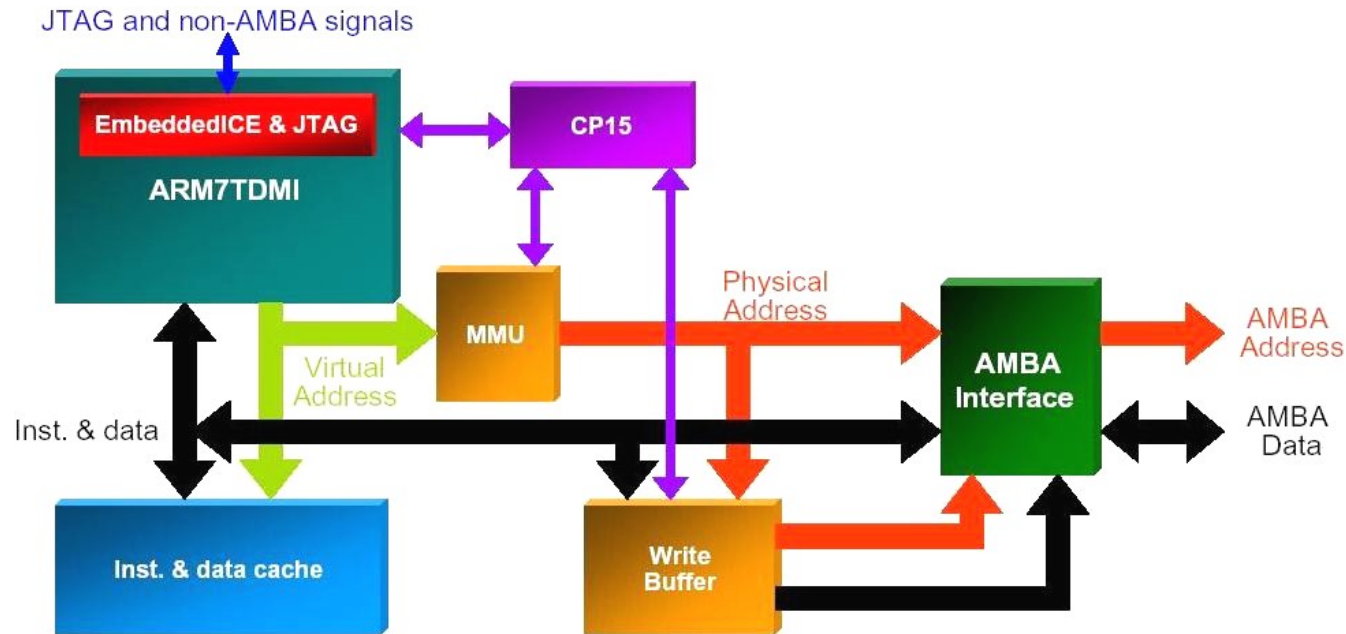 JTAG and non-AMBA signals
EmbeddedICE & JTAG
CP15
ARM7TDMI
Physical
Address
MMU
AMBA
Address
Virtual
Address
AMBA
Interface
Inst. & data
AMBA
Data
Inst. & data cache
Write
Buffer